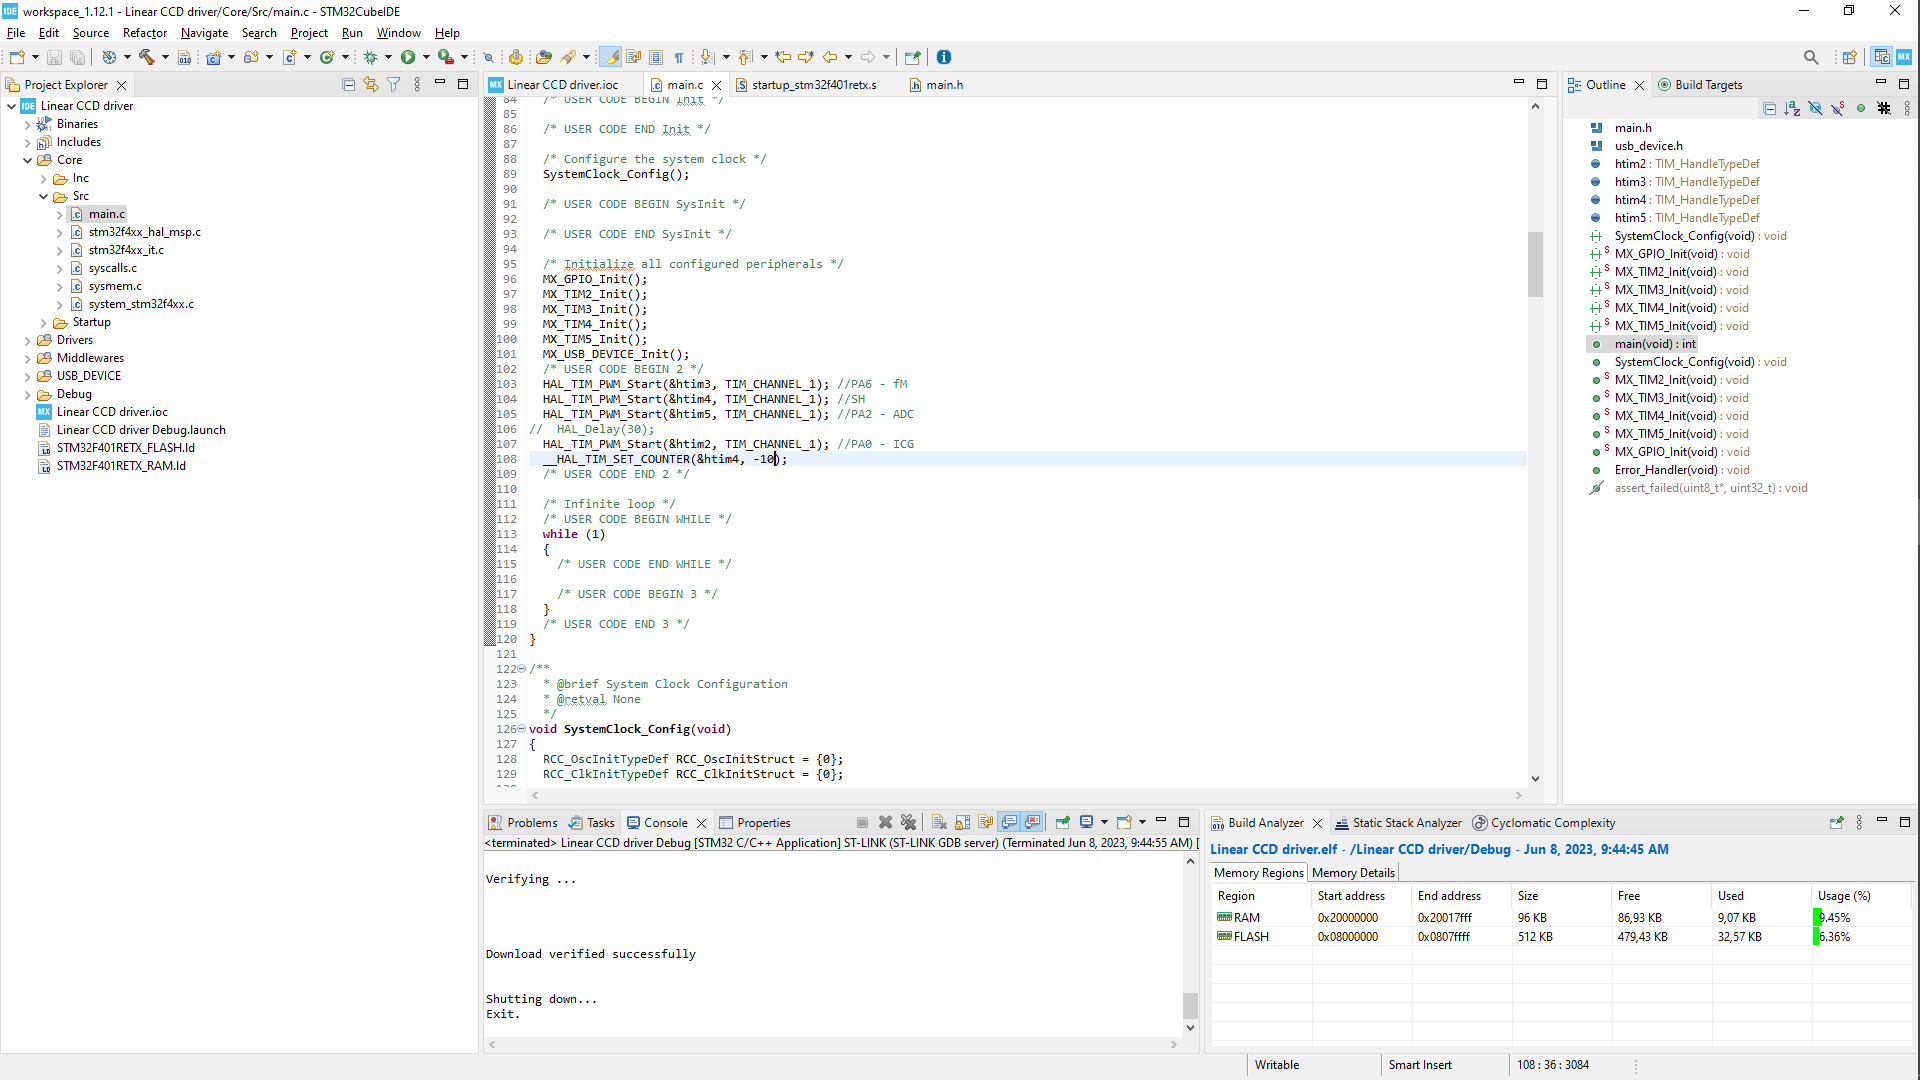 workspace_1.12.1 - Linear CCD driver/Core/Src/main.c - STM32CubeIDE
File Edit Source Refactor Navigate Search Project Run Window Help
Project Explorer
Linear CCD driver
Binaries
Includes
Core
Inc
Src
main.c
stm32f4xx_hal_msp.c
stm32f4xx_it.c
syscalls.c
sysmem.c
system_stm32f4xx.c
Startup
Drivers
Middlewares
USB_DEVICE
Debug
Linear CCD driver.ioc
Linear CCD driver Debug.launch
STM32F401RETX_FLASH.ld
STM32F401RETX_RAM.ld
Linear CCD driver.ioc main.c startup_stm32f401retx.s main.h
84 /* USER CODE BEGIN Init */
85
86 /* USER CODE END Init */
87
88 /* Configure the system clock */
89 SystemClock_Config();
90
91 /* USER CODE BEGIN SysInit */
92
93 /* USER CODE END SysInit */
94
95 /* Initialize all configured peripherals */
96 MX_GPIO_Init();
97 MX_TIM2_Init();
98 MX_TIM3_Init();
99 MX_TIM4_Init();
100 MX_TIM5_Init();
101 MX_USB_DEVICE_Init();
102 /* USER CODE BEGIN 2 */
103 HAL_TIM_PWM_Start(&htim3, TIM_CHANNEL_1); //PA6 - fM
104 HAL_TIM_PWM_Start(&htim4, TIM_CHANNEL_1); //SH
105 HAL_TIM_PWM_Start(&htim5, TIM_CHANNEL_1); //PA2 - ADC
106 // HAL_Delay(30);
107 HAL_TIM_PWM_Start(&htim2, TIM_CHANNEL_1); //PA0 - ICG
108 __HAL_TIM_SET_COUNTER(&htim4, -10);
109 /* USER CODE END 2 */
110
111 /* Infinite loop */
112 /* USER CODE BEGIN WHILE */
113 while (1)
114 {
115 /* USER CODE END WHILE */
116
117 /* USER CODE BEGIN 3 */
118 }
119 /* USER CODE END 3 */
120 }
121
122 /**
123 * @brief System Clock Configuration
124 * @retval None
125 */
126 void SystemClock_Config(void)
127 {
128 RCC_OscInitTypeDef RCC_OscInitStruct = {0};
129 RCC_ClkInitTypeDef RCC_ClkInitStruct = {0};
Outline Build Targets
main.h
usb_device.h
htim2 : TIM_HandleTypeDef
htim3 : TIM_HandleTypeDef
htim4 : TIM_HandleTypeDef
htim5 : TIM_HandleTypeDef
SystemClock_Config(void) : void
MX_GPIO_Init(void) : void
MX_TIM2_Init(void) : void
MX_TIM3_Init(void) : void
MX_TIM4_Init(void) : void
MX_TIM5_Init(void) : void
main(void) : int
SystemClock_Config(void) : void
MX_TIM2_Init(void) : void
MX_TIM3_Init(void) : void
MX_TIM4_Init(void) : void
MX_TIM5_Init(void) : void
MX_GPIO_Init(void) : void
Error_Handler(void) : void
assert_failed(uint8_t*, uint32_t) : void
Problems Tasks Console Properties
<terminated> Linear CCD driver Debug [STM32 C/C++ Application] ST-LINK (ST-LINK GDB server) (Terminated Jun 8, 2023, 9:44:55 AM) [
Verifying ...
Download verified successfully
Shutting down...
Exit.
Build Analyzer Static Stack Analyzer Cyclomatic Complexity
Linear CCD driver.elf - /Linear CCD driver/Debug - Jun 8, 2023, 9:44:45 AM
Memory Regions Memory Details
Region Start address End address Size Free Used Usage (%)
RAM 0x20000000 0x20017fff 96 KB 86,93 KB 9,07 KB 9.45%
FLASH 0x08000000 0x0807ffff 512 KB 479,43 KB 32,57 KB 6.36%
Writable Smart Insert 108 : 36 : 3084